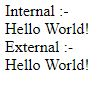 Internal :-
Hello World!
External :-
Hello World!